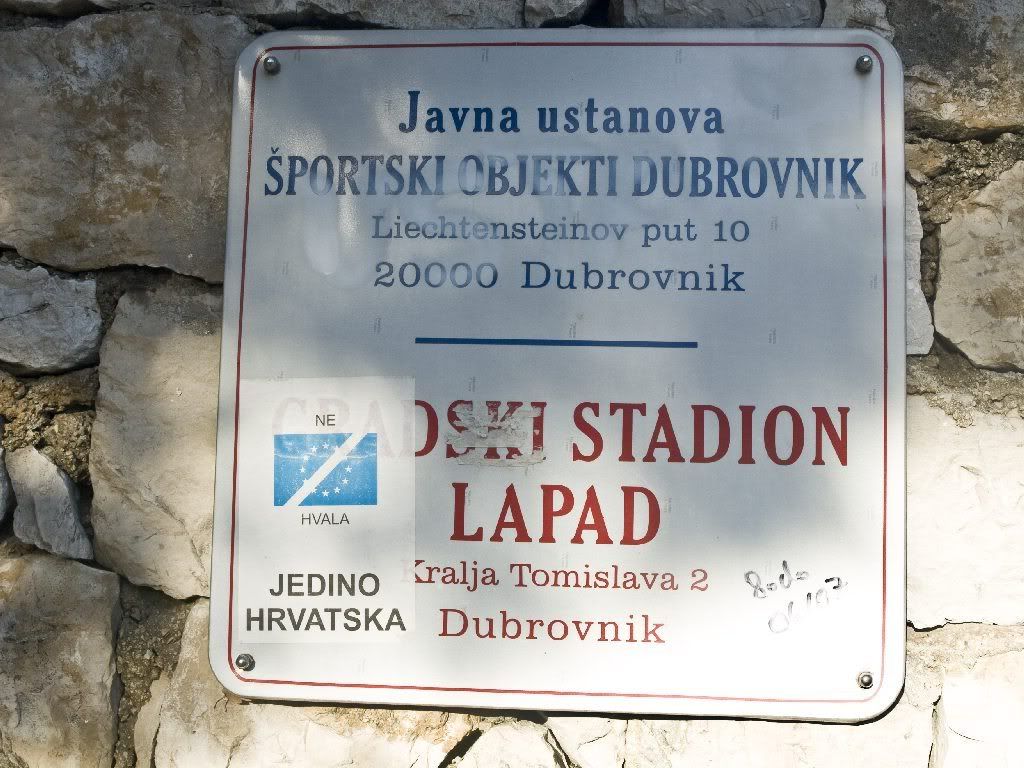 Javna ustanova
ŠPORTSKI OBJEKTI DUBROVNIK
Liechtensteinov put 10
20000 Dubrovnik
GRADSKI STADION
LAPAD
Kralja Tomislava 2
Dubrovnik
NE
HVALA
JEDINO
HRVATSKA